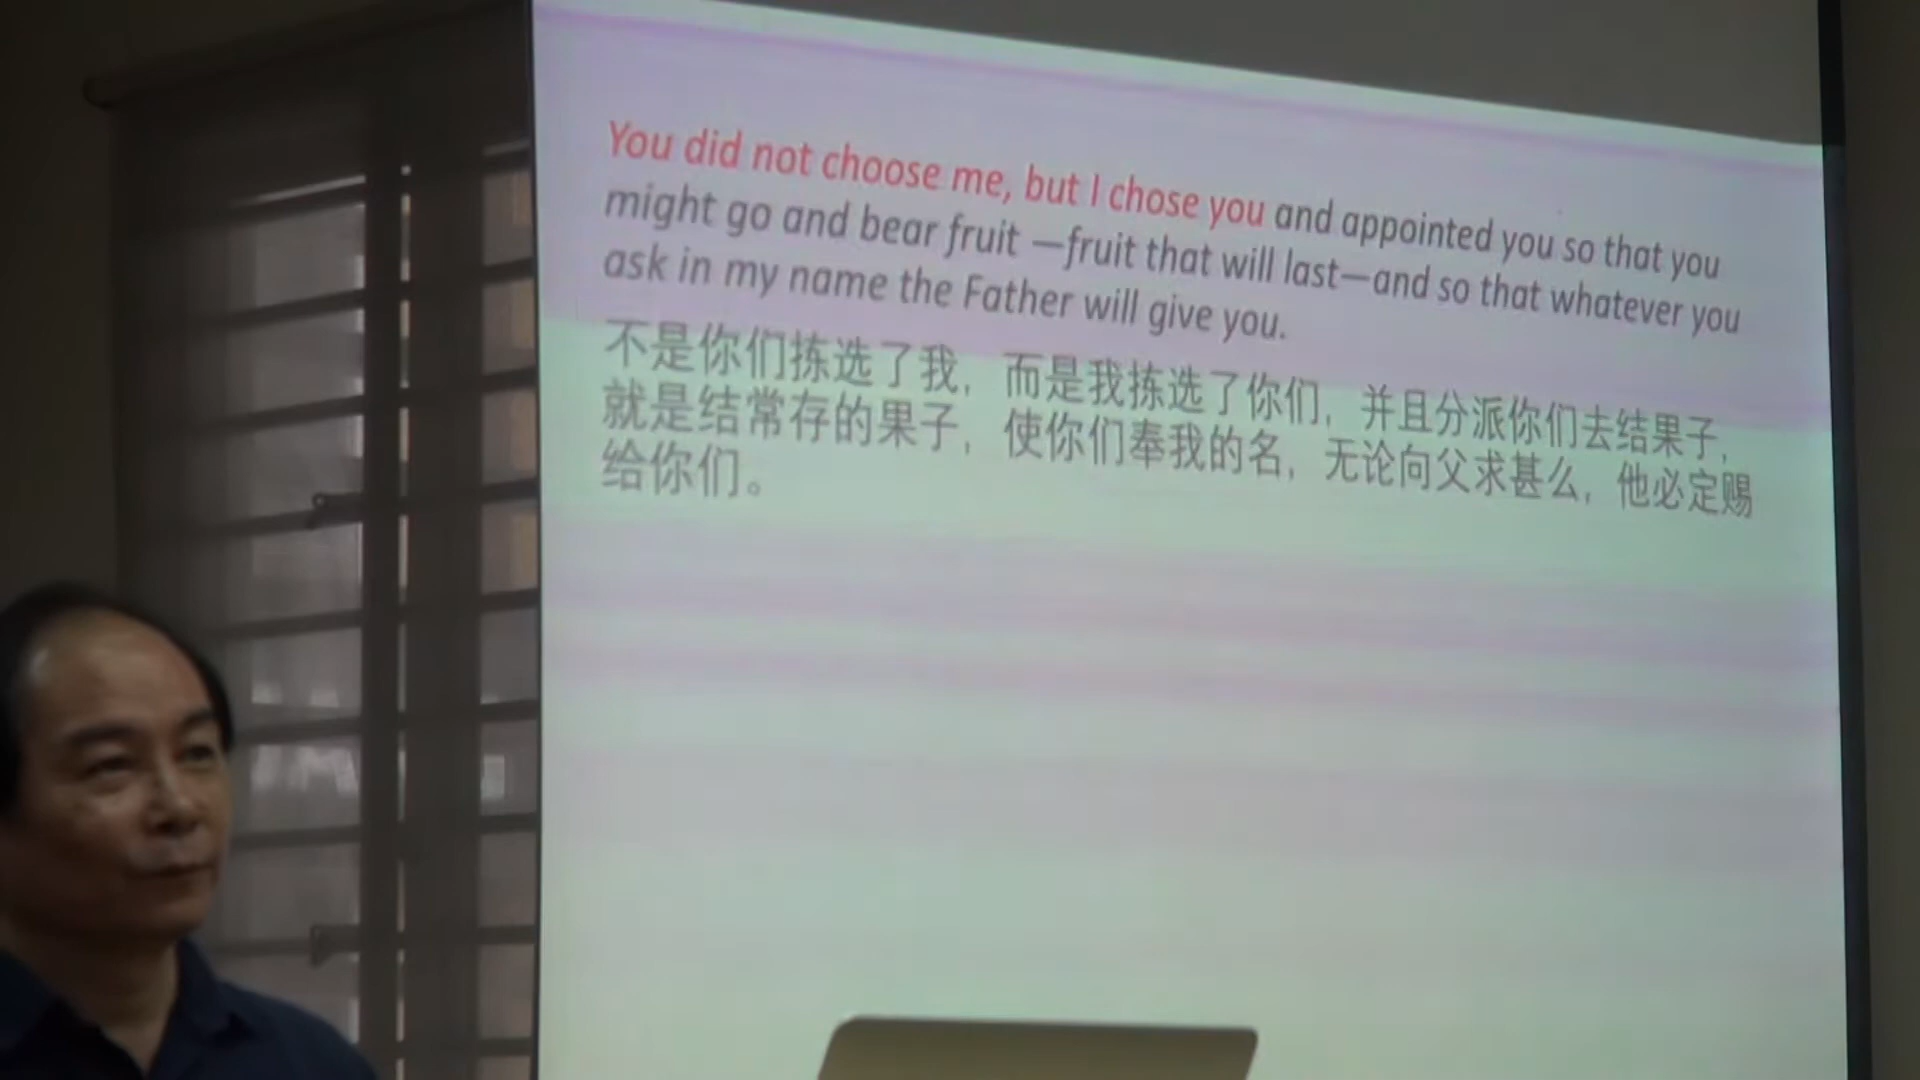 You did not choose me, but I chose you and appointed you so that you
might go and bear fruit —fruit that will last—and so that whatever you
ask in my name the Father will give you.
不是你们拣选了我，而是我拣选了你们，并且分派你们去结果子，
就是结常存的果子，使你们奉我的名，无论向父求甚么，他必定赐
给你们。